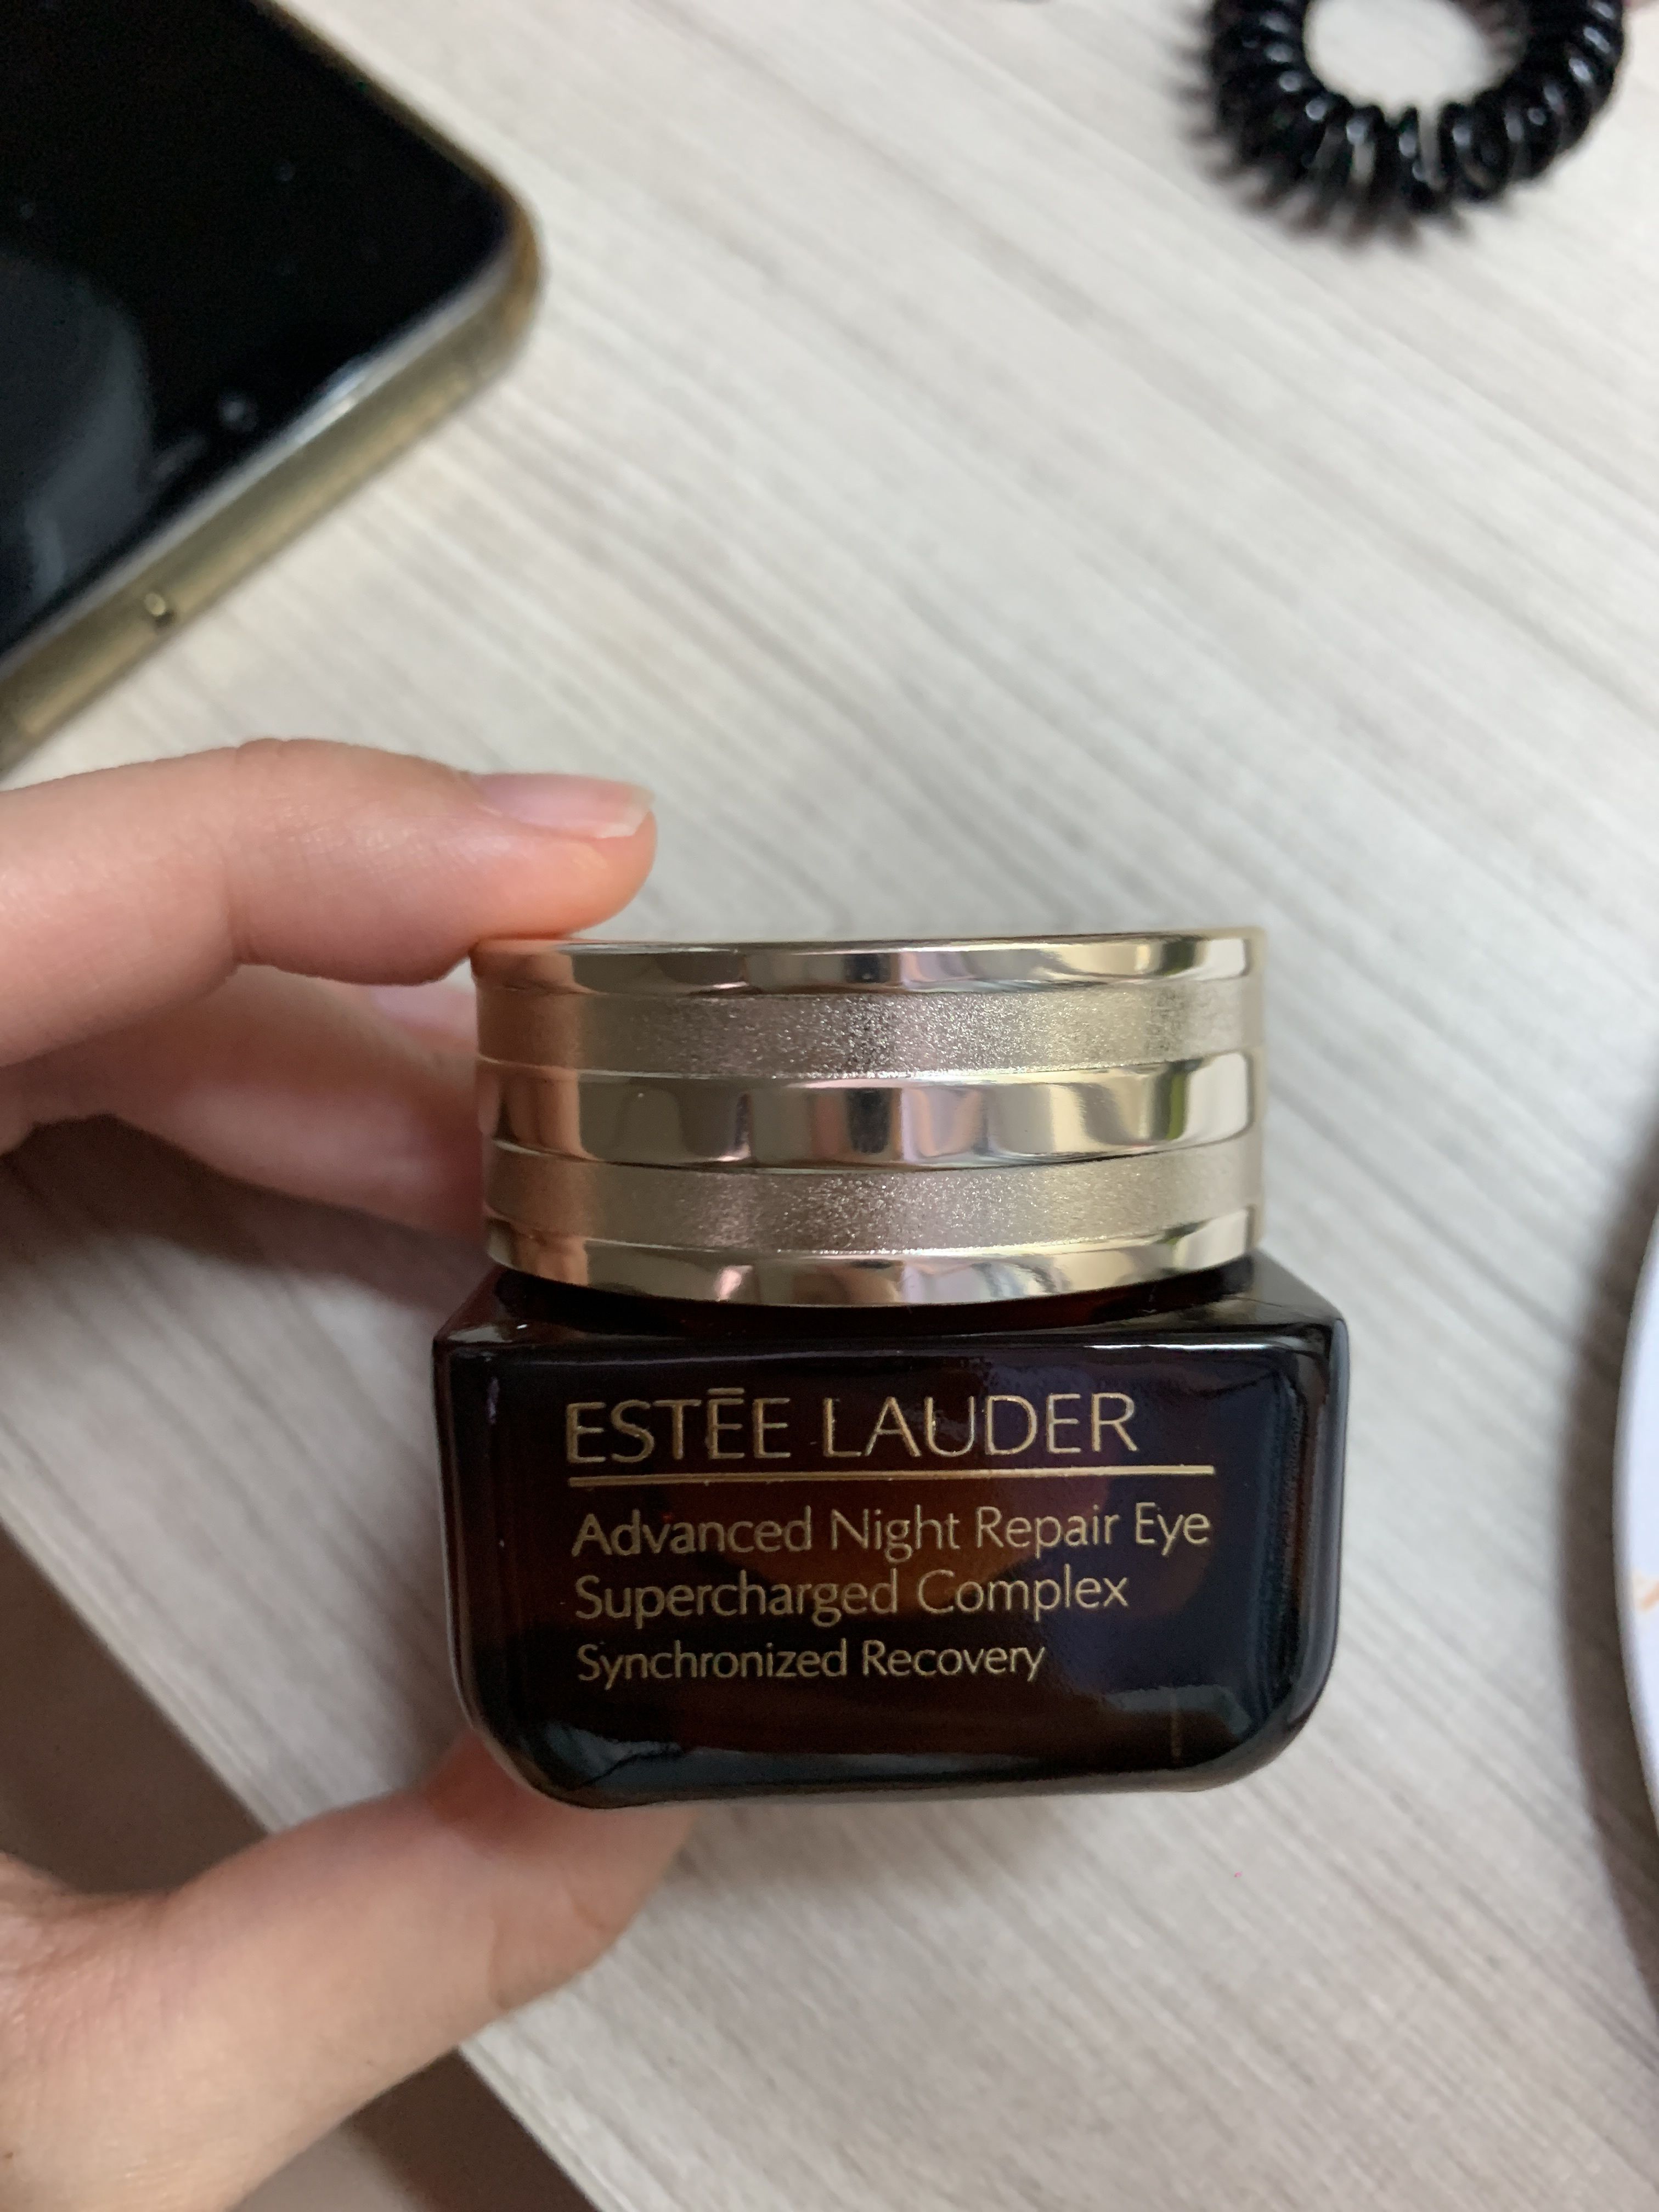 ESTĒE LAUDER
Advanced Night Repair Eye
Supercharged Complex
Synchronized Recovery